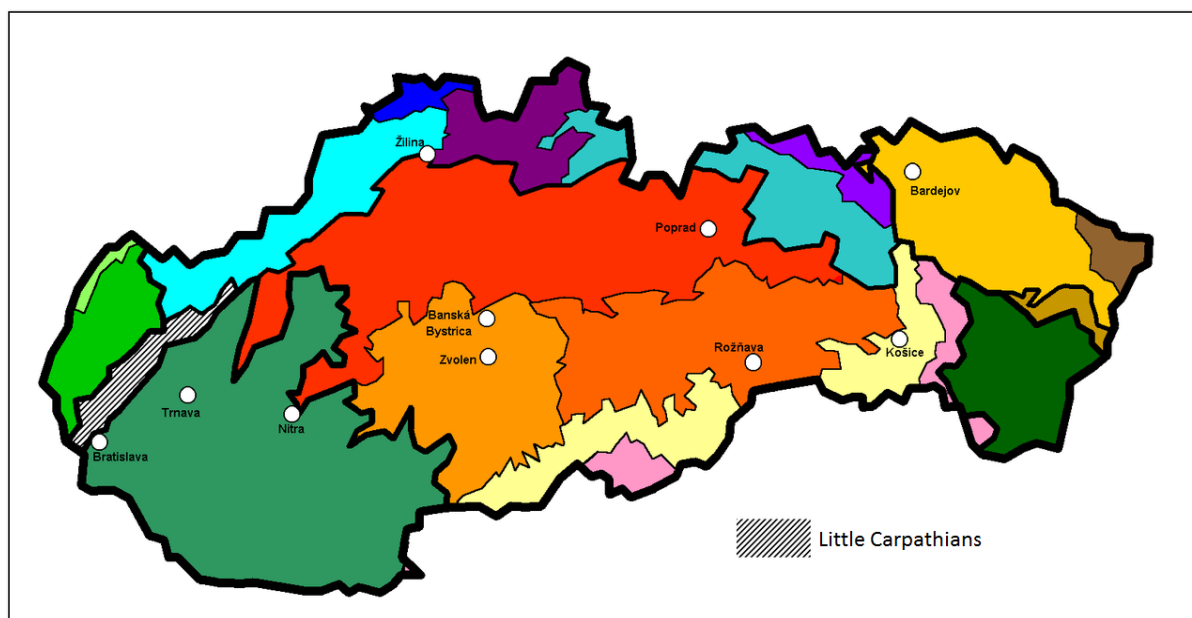 Žilina
Bardejov
Poprad
Banská
Bystrica
Košice
Rožňava
Zvolen
Trnava
Nitra
Bratislava
Little Carpathians